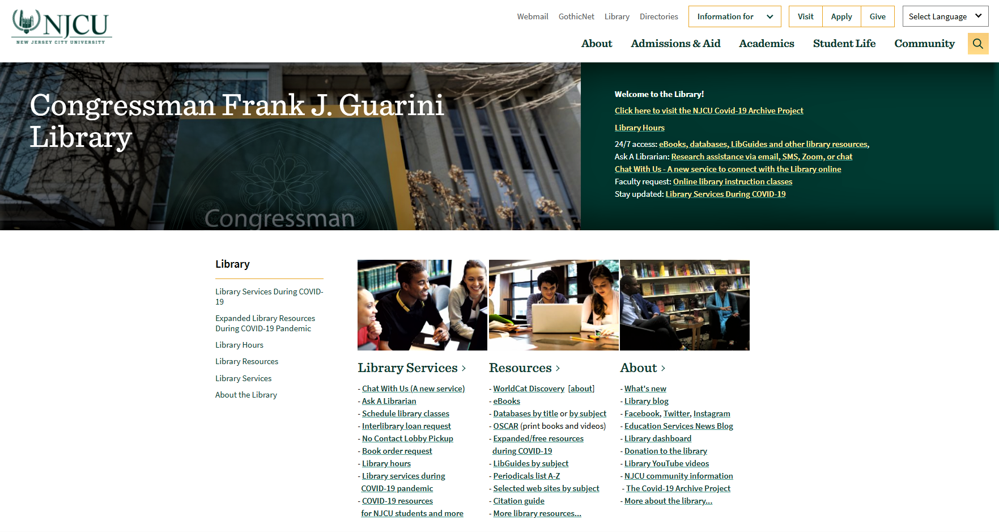 NJCU
NEW JERSEY CITY UNIVERSITY
Webmail GothicNet Library Directories Information for Visit Apply Give Select Language
About Admissions & Aid Academics Student Life Community
Congressman Frank J. Guarini
Library
Congressman
Welcome to the Library!
Click here to visit the NJCU Covid-19 Archive Project
Library Hours
24/7 access: eBooks, databases, LibGuides and other library resources,
Ask A Librarian: Research assistance via email, SMS, Zoom, or chat
Chat With Us - A new service to connect with the Library online
Faculty request: Online library instruction classes
Stay updated: Library Services During COVID-19
Library
Library Services During COVID-
19
Expanded Library Resources
During COVID-19 Pandemic
Library Hours
Library Resources
Library Services
About the Library
Library Services
- Chat With Us (A new service)
- Ask A Librarian
- Schedule library classes
- Interlibrary loan request
- No Contact Lobby Pickup
- Book order request
- Library hours
- Library services during
COVID-19 pandemic
- COVID-19 resources
for NJCU students and more
Resources
- WorldCat Discovery [about]
- eBooks
- Databases by title or by subject
- OSCAR (print books and videos)
- Expanded/free resources
during COVID-19
- LibGuides by subject
- Periodicals list A-Z
- Selected web sites by subject
- Citation guide
- More library resources...
About
- What's new
- Library blog
- Facebook, Twitter, Instagram
- Education Services News Blog
- Library dashboard
- Donation to the library
- Library YouTube videos
- NJCU community information
- The Covid-19 Archive Project
- More about the library...